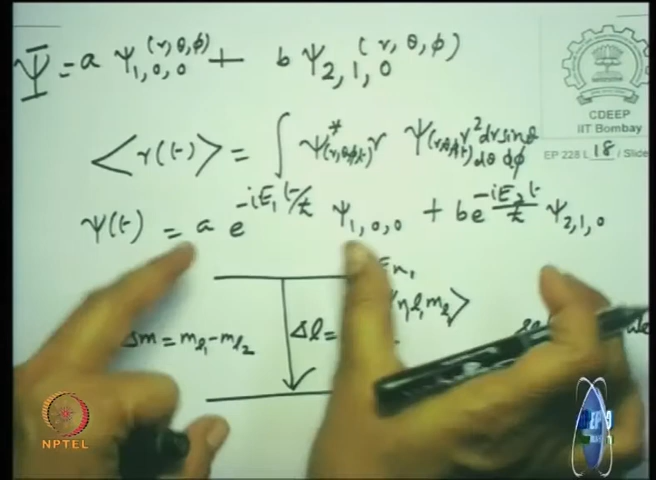 Ψ = a ψ1,0,0 (r, θ, φ) + b ψ2,1,0 (r, θ, φ)
CDEEP
IIT Bombay
<r(t)> = ∫ ψ*(r,θ,φ,t) r ψ(r,θ,φ,t) r² dr sinθ dθ dφ
EP 228 L 18 / Slide
ψ(t) = a e^-iE₁t/ħ ψ1,0,0 + b e^-iE₂t/ħ ψ2,1,0
Δm = mℓ₁ - mℓ₂ Δl =
NPTEL